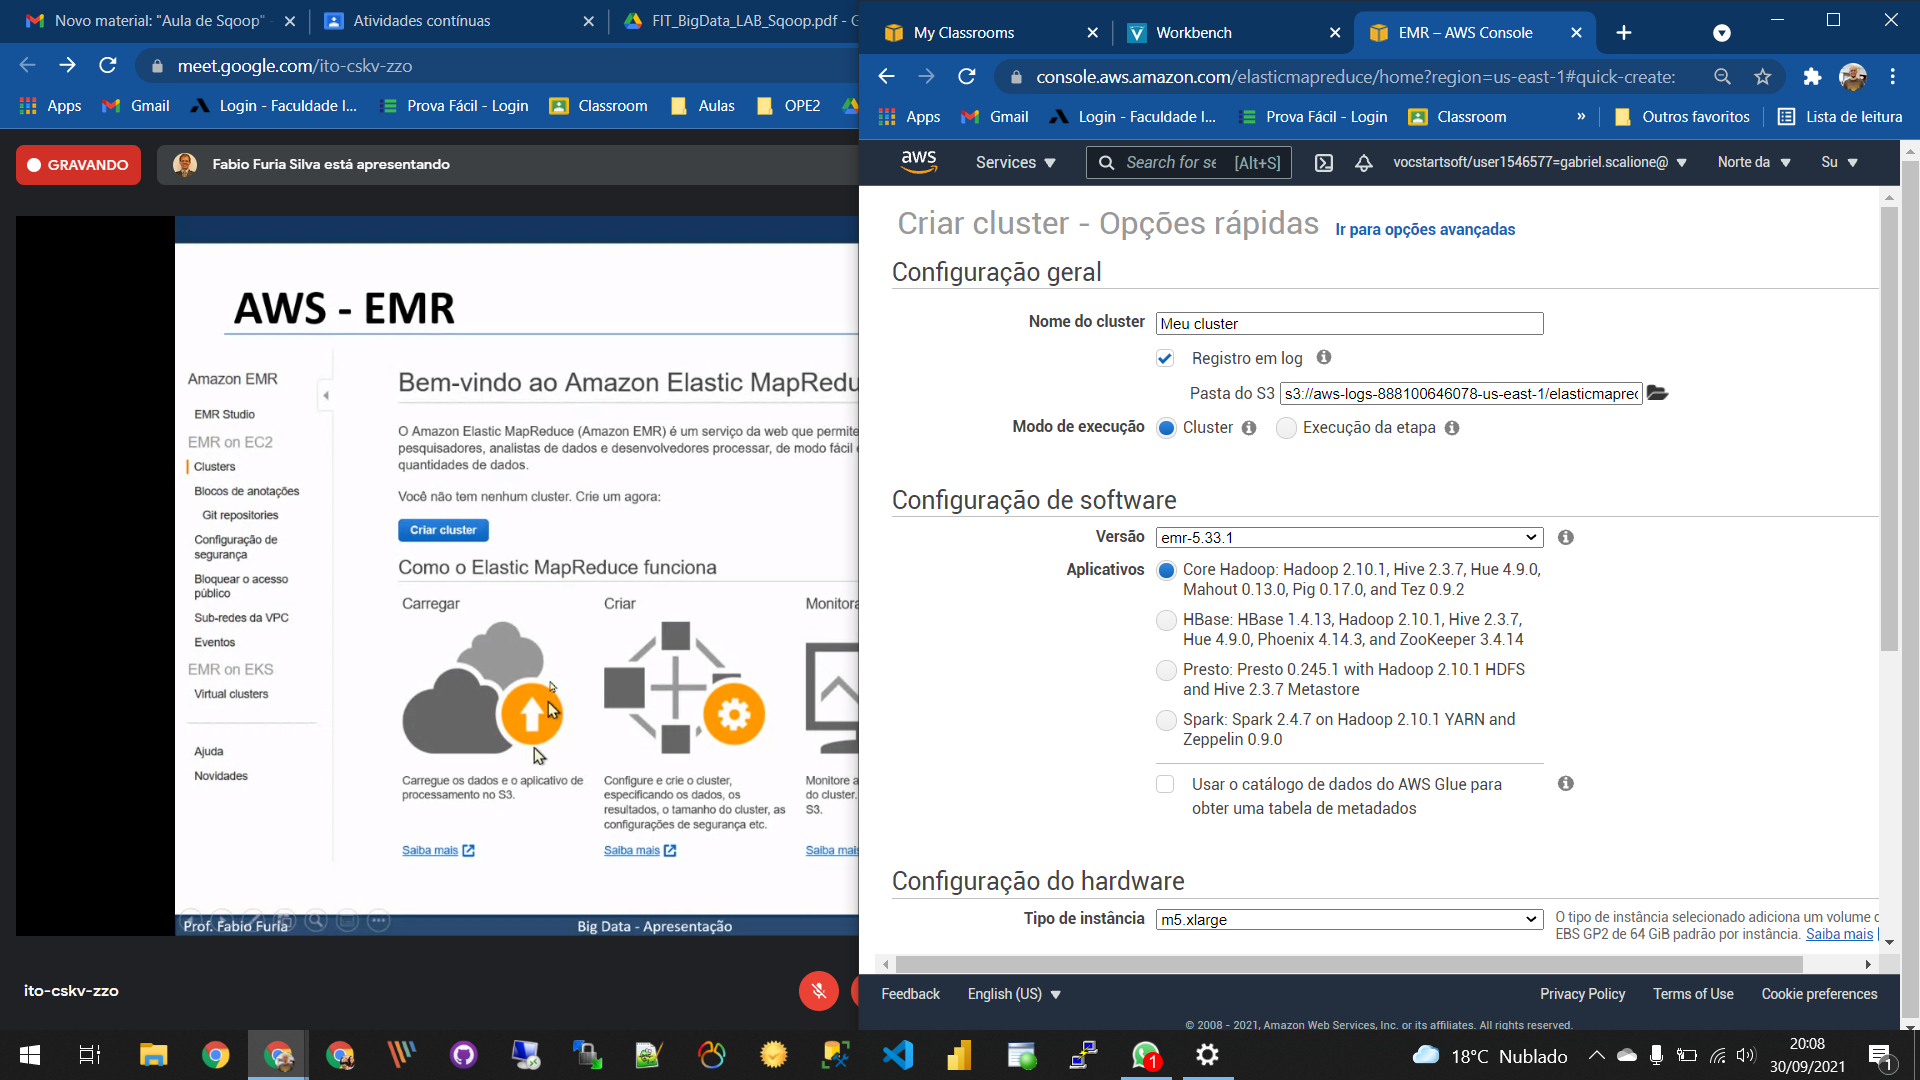 Novo material: "Aula de Sqoop"
Atividades contínuas
FIT_BigData_LAB_Sqoop.pdf - G
meet.google.com/ito-cskv-zzo
Apps
Gmail
Login - Faculdade I...
Prova Fácil - Login
Classroom
Aulas
OPE2
GRAVANDO
Fabio Furia Silva está apresentando
AWS - EMR
Amazon EMR
EMR Studio
EMR on EC2
Clusters
Blocos de anotações
Git repositories
Configuração de
segurança
Bloquear o acesso
público
Sub-redes da VPC
Eventos
EMR on EKS
Virtual clusters
Ajuda
Novidades
Bem-vindo ao Amazon Elastic MapRedu
O Amazon Elastic MapReduce (Amazon EMR) é um serviço da web que permite
pesquisadores, analistas de dados e desenvolvedores processar, de modo fácil
quantidades de dados.
Você não tem nenhum cluster. Crie um agora:
Criar cluster
Como o Elastic MapReduce funciona
Carregar
Criar
Monitora
Carregue os dados e o aplicativo de
processamento no S3.
Configure e crie o cluster,
especificando os dados, os
resultados, o tamanho do cluster, as
configurações de segurança etc.
Monitore a
do cluster.
S3.
Saiba mais
Saiba mais
Saiba mais
Prof. Fabio Furia
Big Data - Apresentação
ito-cskv-zzo
My Classrooms
Workbench
EMR – AWS Console
console.aws.amazon.com/elasticmapreduce/home?region=us-east-1#quick-create:
Apps
Gmail
Login - Faculdade I...
Prova Fácil - Login
Classroom
»
Outros favoritos
Lista de leitura
aws
Services
Search for se
[Alt+S]
vocstartsoft/user1546577=gabriel.scalione@
Norte da
Su
Criar cluster - Opções rápidas
Ir para opções avançadas
Configuração geral
Nome do cluster
Meu cluster
Registro em log
Pasta do S3
s3://aws-logs-888100646078-us-east-1/elasticmapred
Modo de execução
Cluster
Execução da etapa
Configuração de software
Versão
emr-5.33.1
Aplicativos
Core Hadoop: Hadoop 2.10.1, Hive 2.3.7, Hue 4.9.0,
Mahout 0.13.0, Pig 0.17.0, and Tez 0.9.2
HBase: HBase 1.4.13, Hadoop 2.10.1, Hive 2.3.7,
Hue 4.9.0, Phoenix 4.14.3, and ZooKeeper 3.4.14
Presto: Presto 0.245.1 with Hadoop 2.10.1 HDFS
and Hive 2.3.7 Metastore
Spark: Spark 2.4.7 on Hadoop 2.10.1 YARN and
Zeppelin 0.9.0
Usar o catálogo de dados do AWS Glue para
obter uma tabela de metadados
Configuração do hardware
Tipo de instância
m5.xlarge
O tipo de instância selecionado adiciona um volume
EBS GP2 de 64 GiB padrão por instância. Saiba mais
Feedback
English (US)
Privacy Policy
Terms of Use
Cookie preferences
© 2008 - 2021, Amazon Web Services, Inc. or its affiliates. All rights reserved.
1
18°C Nublado
20:08
30/09/2021
1